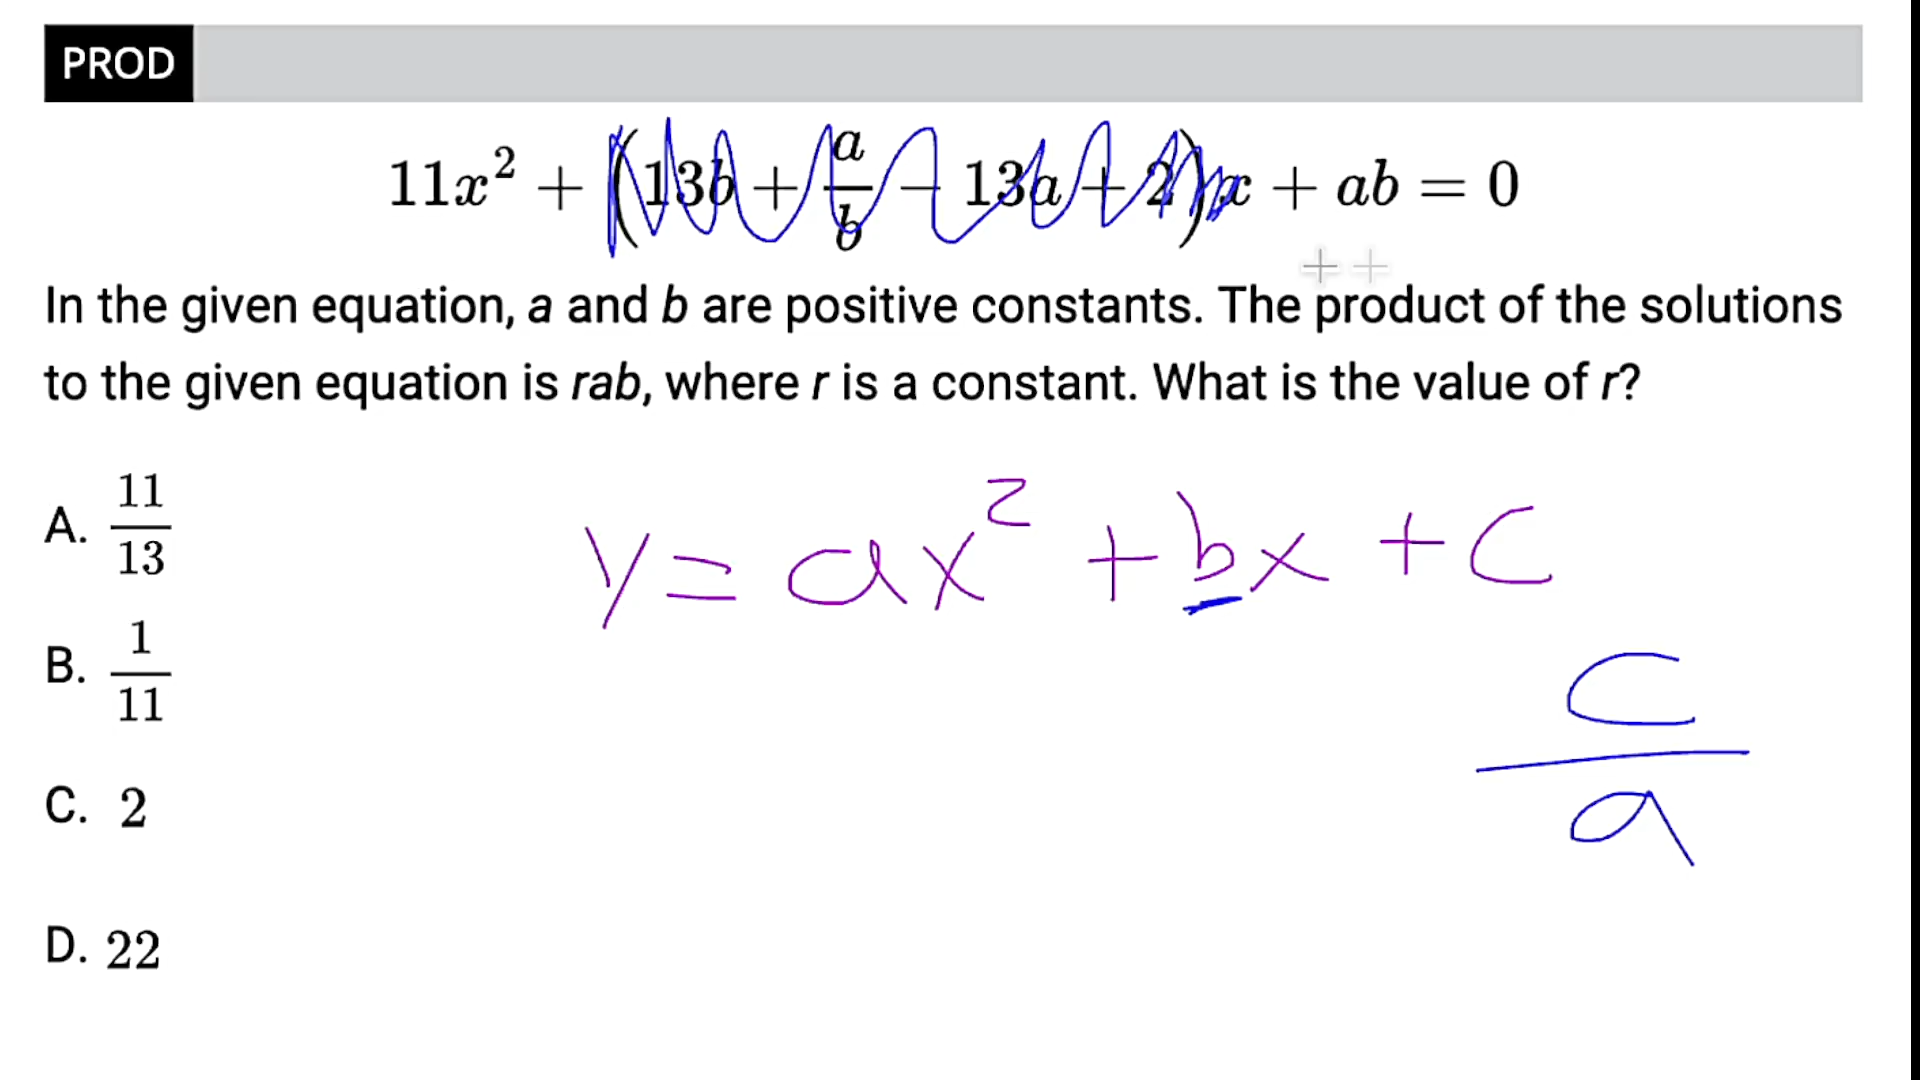 PROD
11x² + (13b + a/b − 13a + 2)x + ab = 0
In the given equation, a and b are positive constants. The product of the solutions
to the given equation is rab, where r is a constant. What is the value of r?
A. 11/13
y = ax² + bx + c
B. 1/11
c/a
C. 2
D. 22